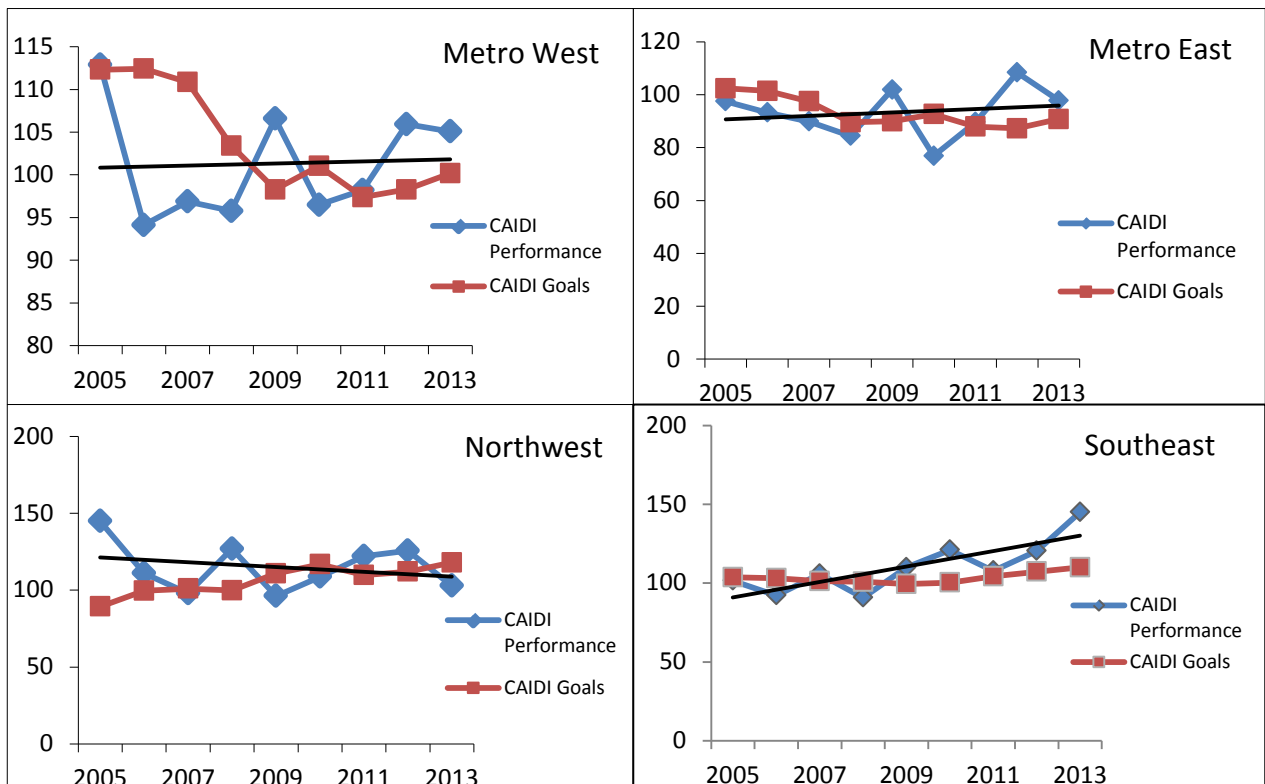 Metro West
115
110
105
100
95
90
85
80
2005 2007 2009 2011 2013
CAIDI
Performance
CAIDI Goals
Metro East
120
100
80
60
40
20
0
2005 2007 2009 2011 2013
CAIDI
Performance
CAIDI Goals
Northwest
200
150
100
50
0
2005 2007 2009 2011 2013
CAIDI
Performance
CAIDI Goals
Southeast
200
150
100
50
0
2005 2007 2009 2011 2013
CAIDI
Performance
CAIDI Goals